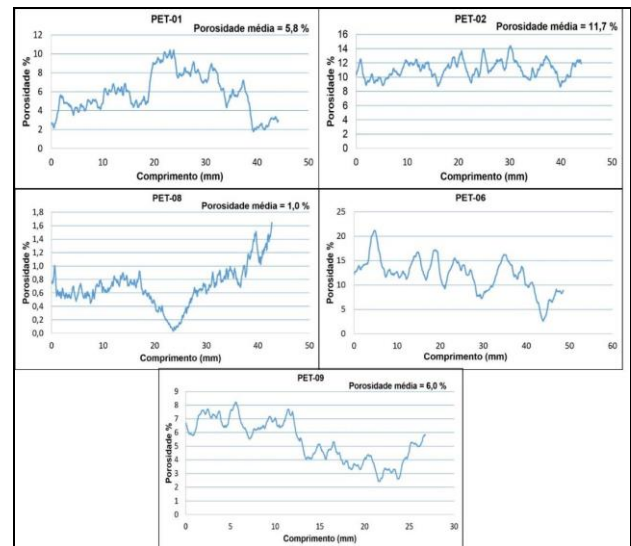 PET-01
Porosidade média = 5,8 %
Porosidade %
12
10
8
6
4
2
0
0 10 20 30 40 50
Comprimento (mm)
PET-02
Porosidade média = 11,7 %
Porosidade %
16
14
12
10
8
6
4
2
0
0 10 20 30 40 50
Comprimento (mm)
PET-08
Porosidade média = 1,0 %
Porosidade %
1,8
1,6
1,4
1,2
1,0
0,8
0,6
0,4
0,2
0,0
0 10 20 30 40 50
Comprimento (mm)
PET-06
Porosidade %
25
20
15
10
5
0
0 10 20 30 40 50 60
Comprimento (mm)
PET-09
Porosidade média = 6,0 %
Porosidade %
9
8
7
6
5
4
3
2
1
0
0 5 10 15 20 25 30
Comprimento (mm)